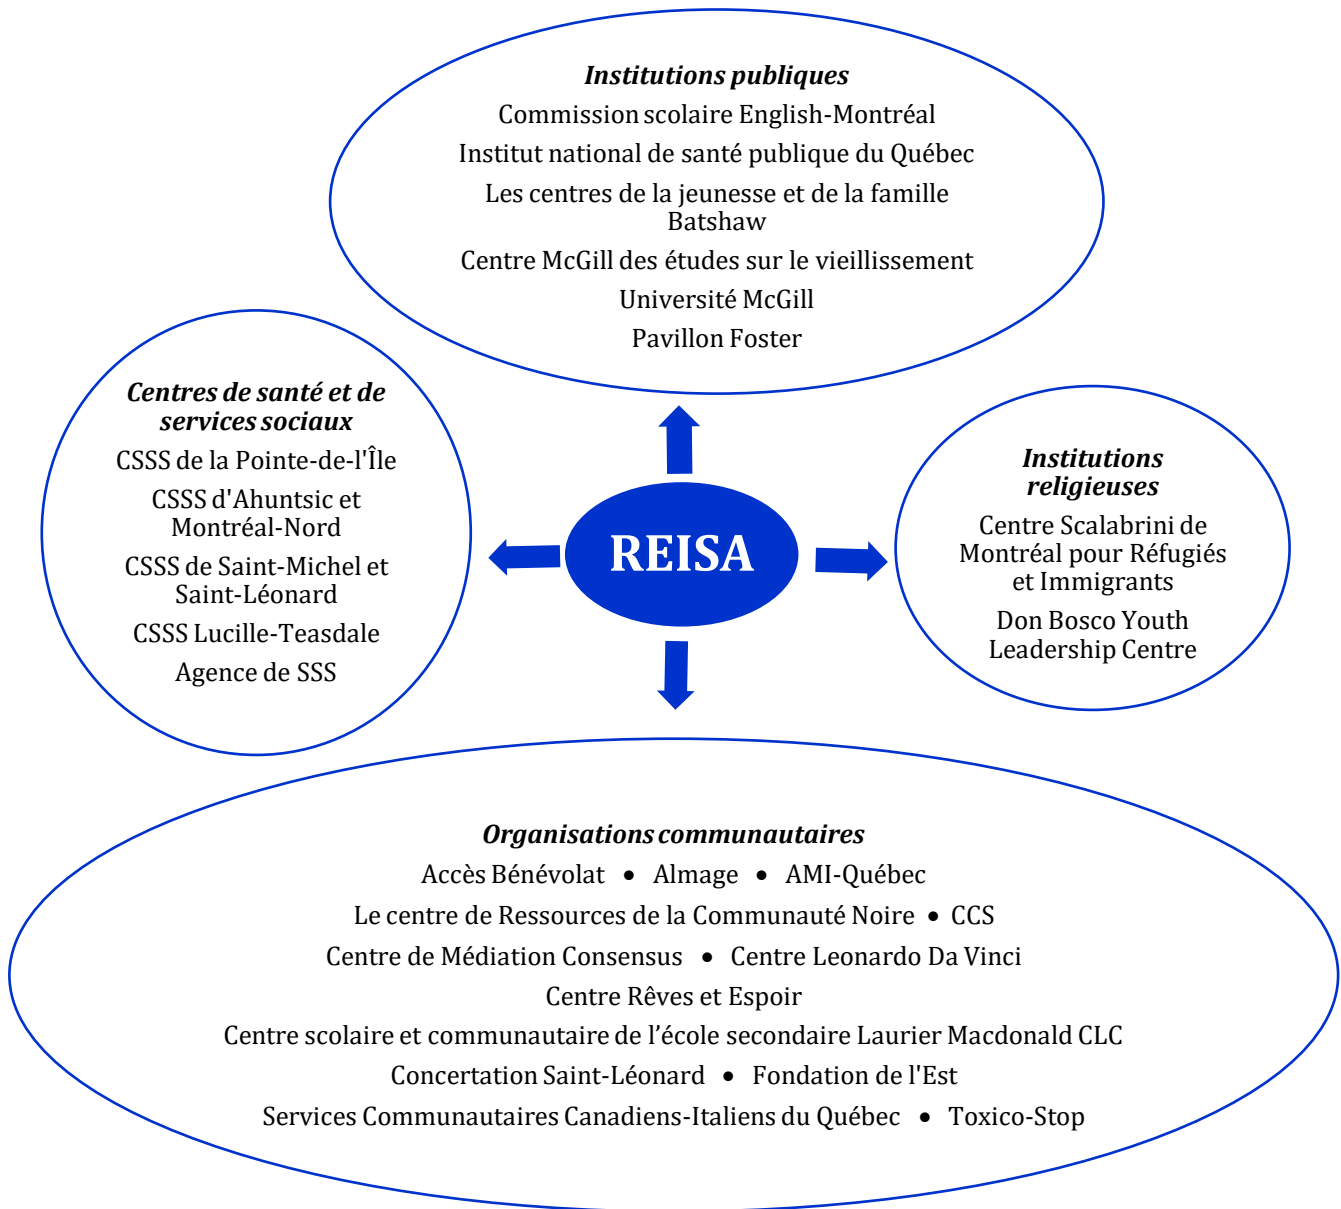 Institutions publiques
Commission scolaire English-Montréal
Institut national de santé publique du Québec
Les centres de la jeunesse et de la famille
Batshaw
Centre McGill des études sur le vieillissement
Université McGill
Pavillon Foster
Centres de santé et de
services sociaux
CSSS de la Pointe-de-l'Île
CSSS d'Ahuntsic et
Montréal-Nord
CSSS de Saint-Michel et
Saint-Léonard
CSSS Lucille-Teasdale
Agence de SSS
REISA
Institutions
religieuses
Centre Scalabrini de
Montréal pour Réfugiés
et Immigrants
Don Bosco Youth
Leadership Centre
Organisations communautaires
Accès Bénévolat • Almage • AMI-Québec
Le centre de Ressources de la Communauté Noire • CCS
Centre de Médiation Consensus • Centre Leonardo Da Vinci
Centre Rêves et Espoir
Centre scolaire et communautaire de l’école secondaire Laurier Macdonald CLC
Concertation Saint-Léonard • Fondation de l'Est
Services Communautaires Canadiens-Italiens du Québec • Toxico-Stop